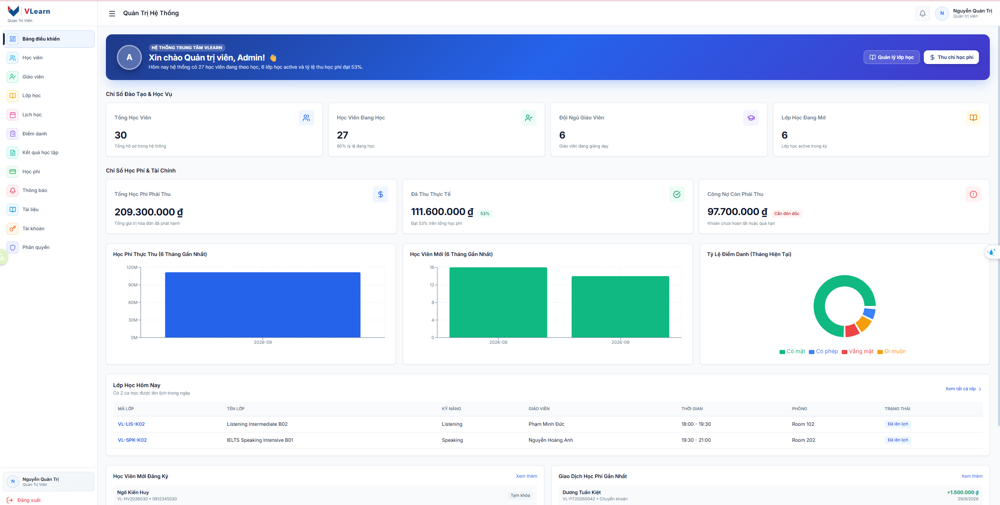 VLearn
Quản Trị Viên
Quản Trị Hệ Thống
N
Nguyễn Quản Trị
Quản trị viên
Bảng điều khiển
Học viên
Giáo viên
Lớp học
Lịch học
Điểm danh
Kết quả học tập
Học phí
Thông báo
Tài liệu
Tài khoản
Phân quyền
A
HỆ THỐNG TRUNG TÂM VLEARN
Xin chào Quản trị viên, Admin! 👋
Hôm nay hệ thống có 27 học viên đang theo học, 6 lớp học active và tỷ lệ thu học phí đạt 53%.
Quản lý lớp học
Thu chi học phí
Chỉ Số Đào Tạo & Học Vụ
Tổng Học Viên
30
Tổng hồ sơ trong hệ thống
Học Viên Đang Học
27
90% tỷ lệ đang học
Đội Ngũ Giáo Viên
6
Giáo viên đang giảng dạy
Lớp Học Đang Mở
6
Lớp học active trong kỳ
Chỉ Số Học Phí & Tài Chính
Tổng Học Phí Phải Thu
209.300.000 ₫
Tổng giá trị hóa đơn đã phát hành
Đã Thu Thực Tế
111.600.000 ₫ 53%
Đạt 53% trên tổng học phí
Công Nợ Còn Phải Thu
97.700.000 ₫ Cần đôn đốc
Khoản chưa hoàn tất hoặc quá hạn
Học Phí Thực Thu (6 Tháng Gần Nhất)
120M
90M
60M
30M
0M
2026-09
Học Viên Mới (6 Tháng Gần Nhất)
16
12
8
4
0
2026-08 2026-09
Tỷ Lệ Điểm Danh (Tháng Hiện Tại)
Có mặt Có phép Vắng mặt Đi muộn
Lớp Học Hôm Nay
Có 2 ca học được lên lịch trong ngày
Xem tất cả lớp
MÃ LỚP TÊN LỚP KỸ NĂNG GIÁO VIÊN THỜI GIAN PHÒNG TRẠNG THÁI
VL-LIS-K02 Listening Intermediate B02 Listening Phạm Minh Đức 18:00 - 19:30 Room 102 Đã lên lịch
VL-SPK-K02 IELTS Speaking Intensive B01 Speaking Nguyễn Hoàng Anh 19:30 - 21:00 Room 202 Đã lên lịch
Học Viên Mới Đăng Ký
Xem thêm
Ngô Kiến Huy
VL-HV2026030 • 0912345030
Tạm khóa
Giao Dịch Học Phí Gần Nhất
Xem thêm
Dương Tuấn Kiệt
VL-PT20260042 • Chuyển khoản
+1.500.000 ₫
29/9/2026
N
Nguyễn Quản Trị
Quản Trị Viên
Đăng xuất